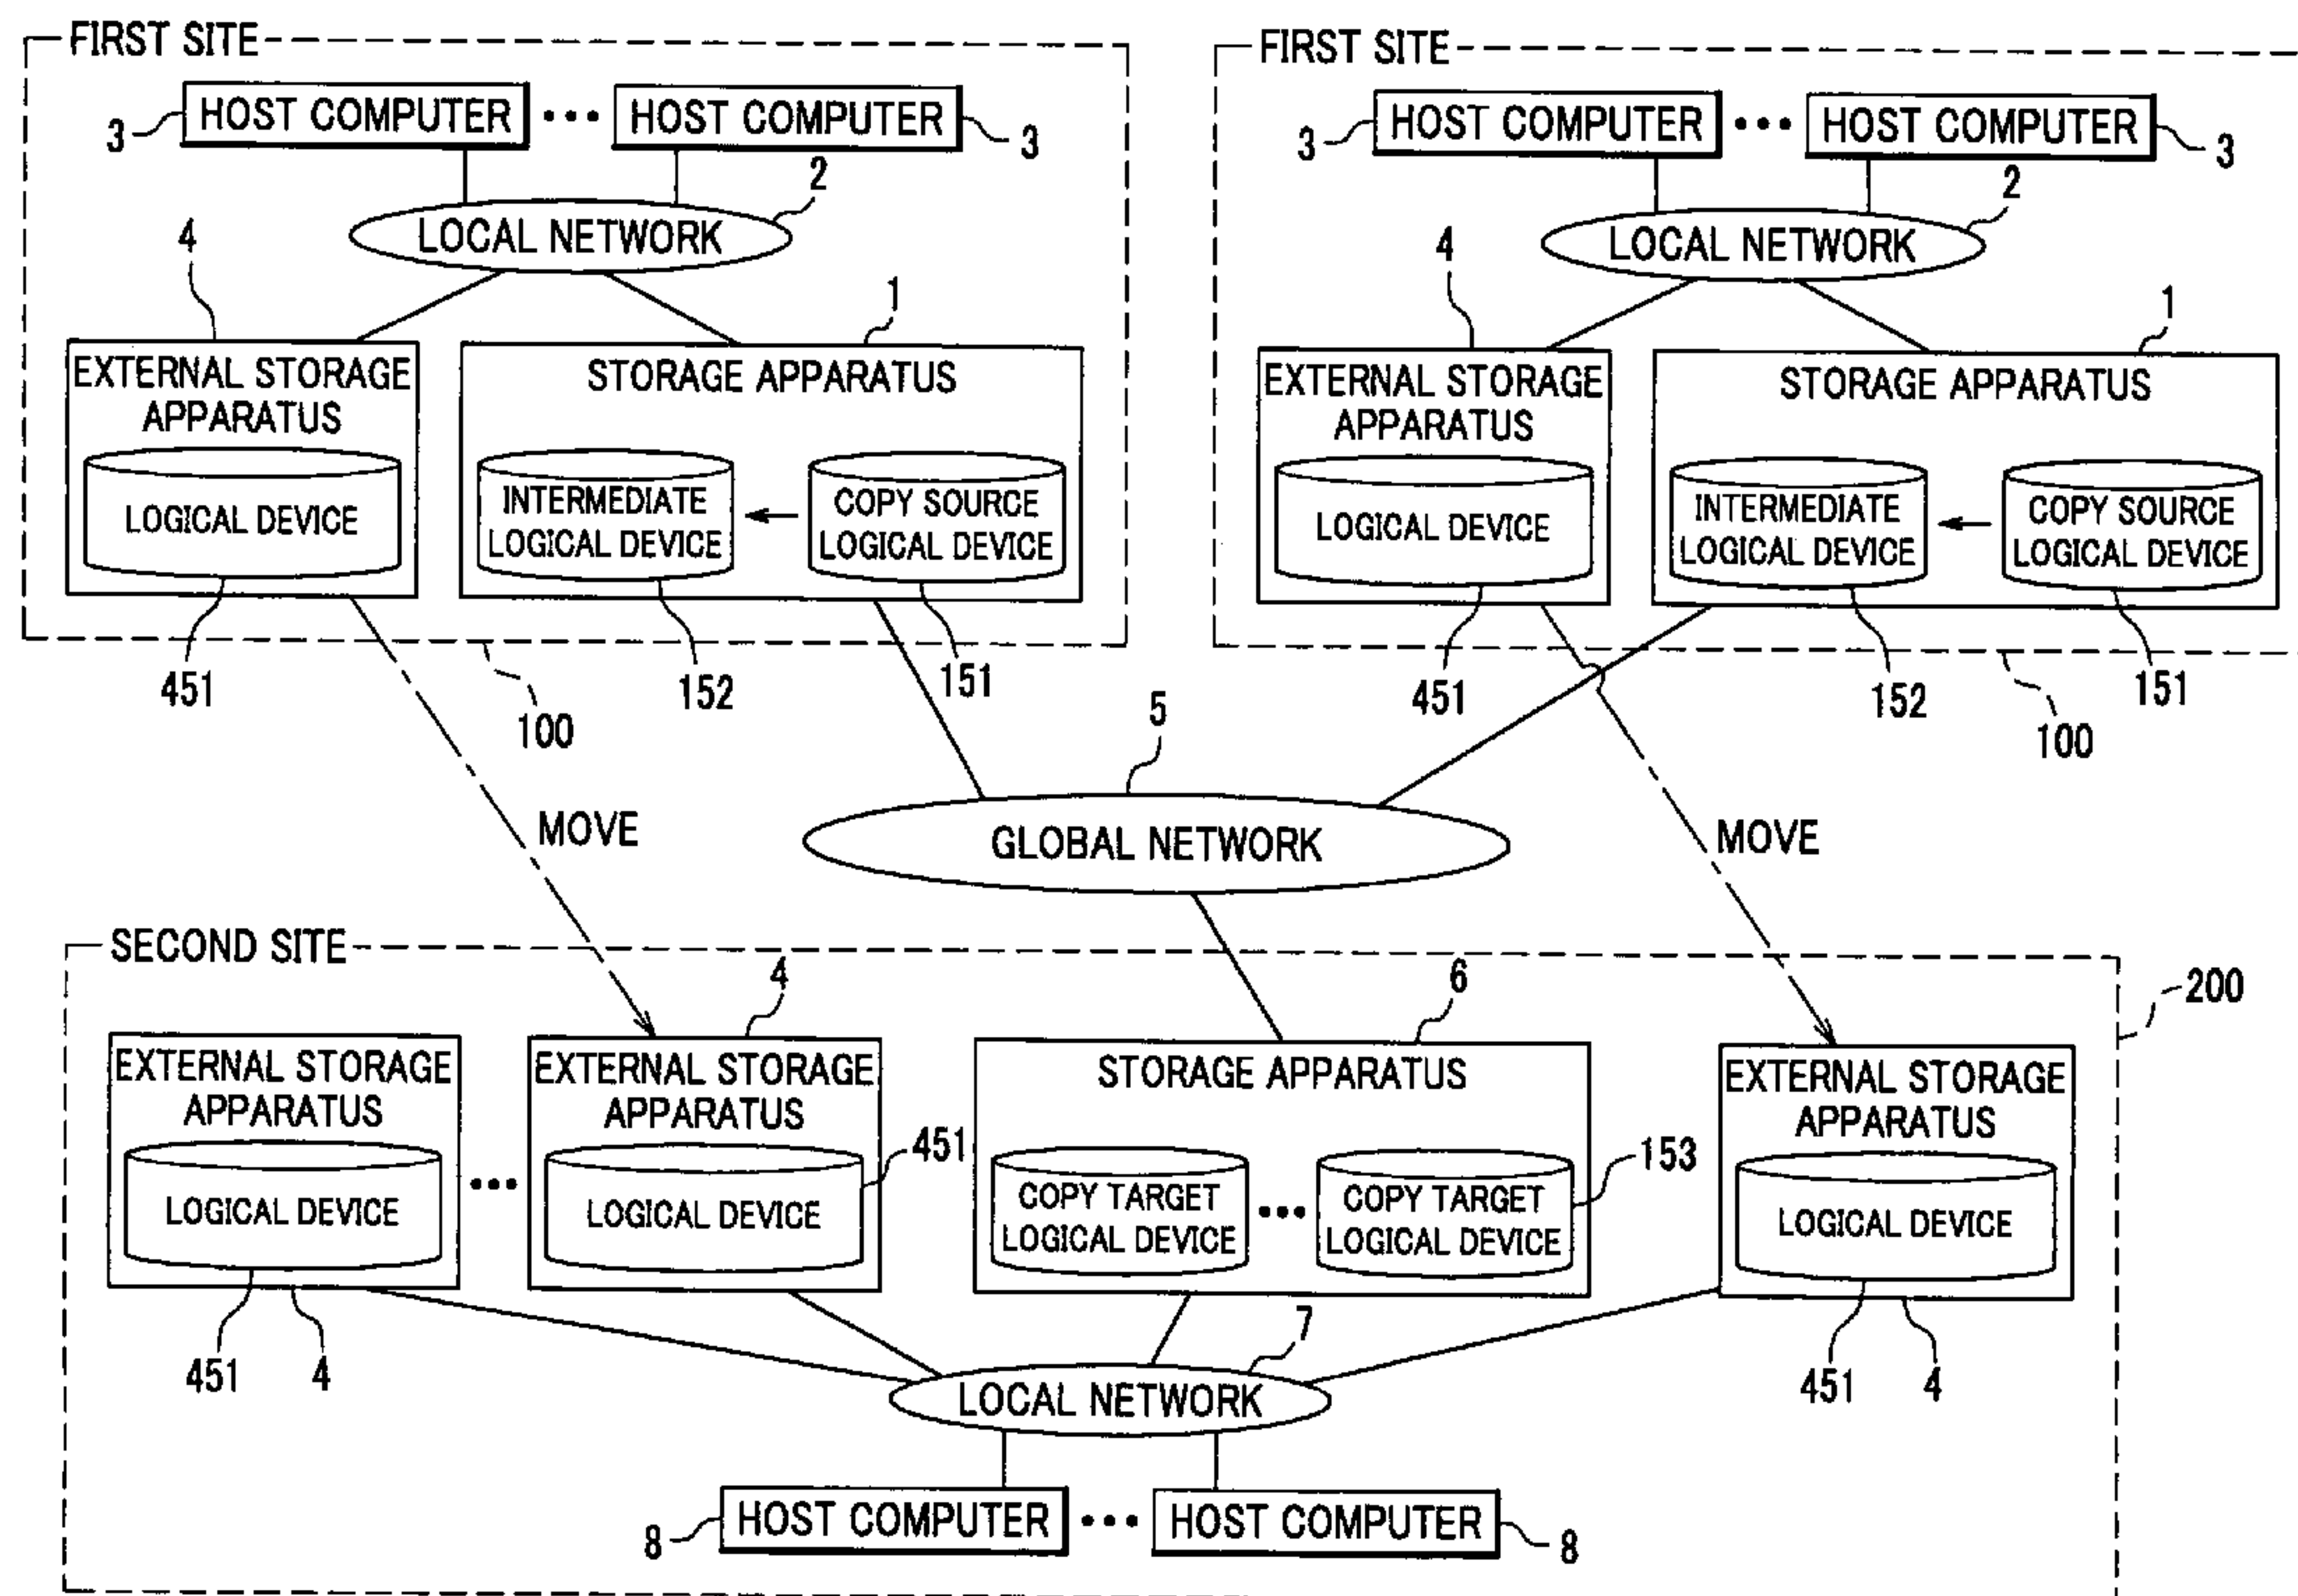 FIRST SITE
HOST COMPUTER ••• HOST COMPUTER
3
3
2
LOCAL NETWORK
4
1
EXTERNAL STORAGE
APPARATUS
LOGICAL DEVICE
STORAGE APPARATUS
INTERMEDIATE
LOGICAL DEVICE
COPY SOURCE
LOGICAL DEVICE
451
152
151
100
FIRST SITE
HOST COMPUTER ••• HOST COMPUTER
3
3
2
LOCAL NETWORK
4
1
EXTERNAL STORAGE
APPARATUS
LOGICAL DEVICE
STORAGE APPARATUS
INTERMEDIATE
LOGICAL DEVICE
COPY SOURCE
LOGICAL DEVICE
451
152
151
100
5
MOVE
GLOBAL NETWORK
MOVE
SECOND SITE
200
4
6
EXTERNAL STORAGE
APPARATUS
LOGICAL DEVICE
•••
EXTERNAL STORAGE
APPARATUS
LOGICAL DEVICE
451
STORAGE APPARATUS
COPY TARGET
LOGICAL DEVICE
•••
COPY TARGET
LOGICAL DEVICE
153
EXTERNAL STORAGE
APPARATUS
LOGICAL DEVICE
451
4
7
451
4
LOCAL NETWORK
HOST COMPUTER ••• HOST COMPUTER
8
8